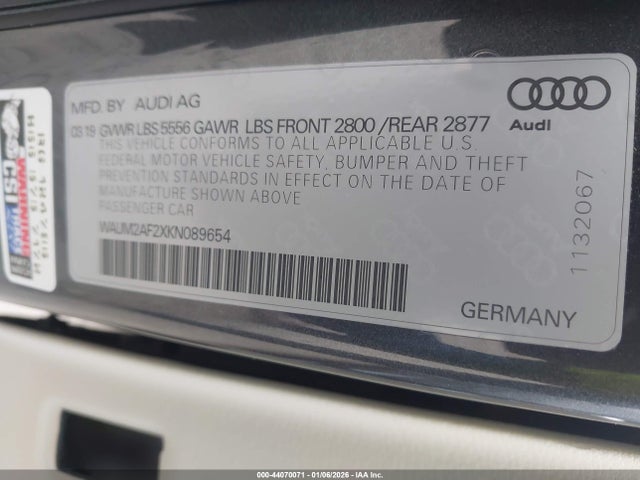 MFD. BY AUDI AG
03 19 GVWR LBS 5556 GAWR LBS FRONT 2800 /REAR 2877
THIS VEHICLE CONFORMS TO ALL APPLICABLE U.S.
FEDERAL MOTOR VEHICLE SAFETY, BUMPER AND THEFT
PREVENTION STANDARDS IN EFFECT ON THE DATE OF
MANUFACTURE SHOWN ABOVE
PASSENGER CAR
WAUM2AF2XKN089654
Audi
1132067
GERMANY
WARNING
CSI
000-44070071 - 01/06/2026 - IAA Inc.